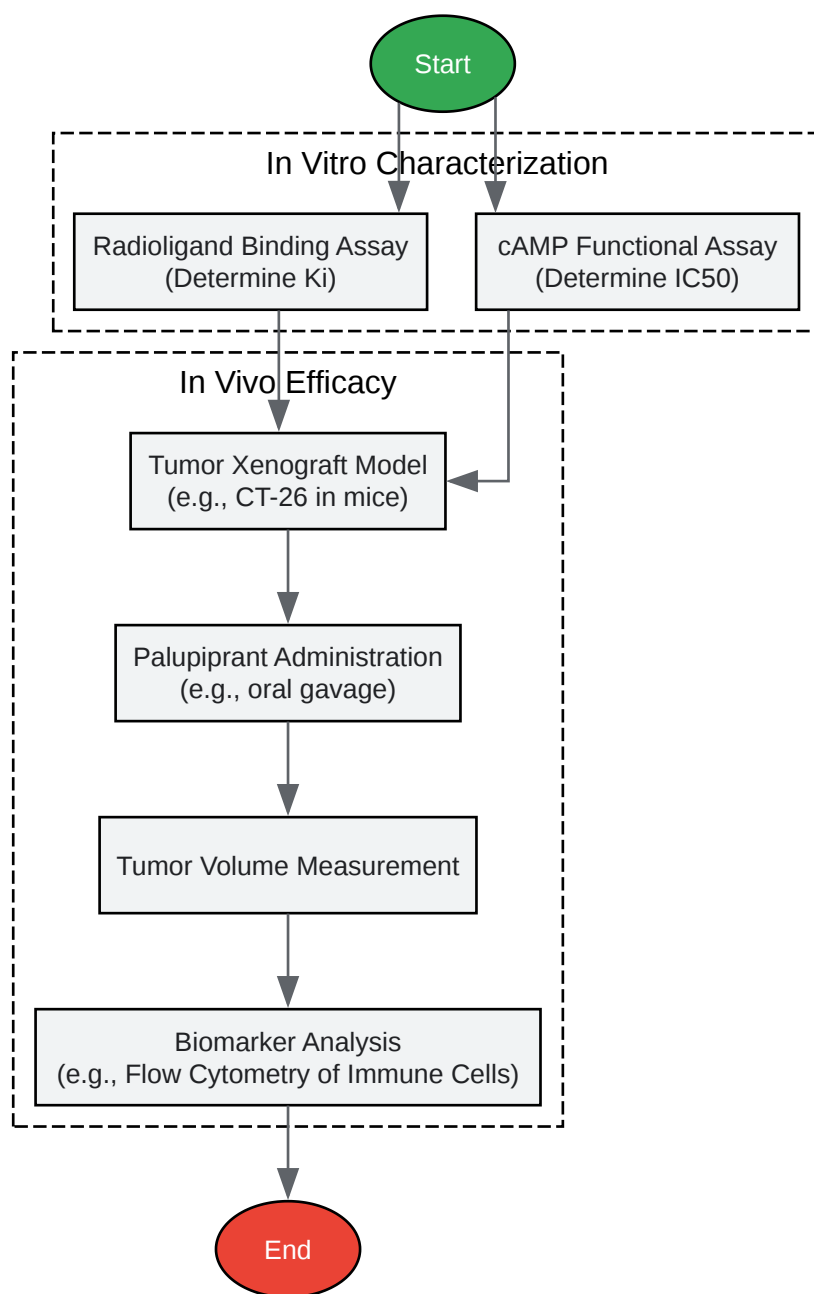 Start
In Vitro Characterization
Radioligand Binding Assay
(Determine Ki)
cAMP Functional Assay
(Determine IC50)
In Vivo Efficacy
Tumor Xenograft Model
(e.g., CT-26 in mice)
Palupiprant Administration
(e.g., oral gavage)
Tumor Volume Measurement
Biomarker Analysis
(e.g., Flow Cytometry of Immune Cells)
End